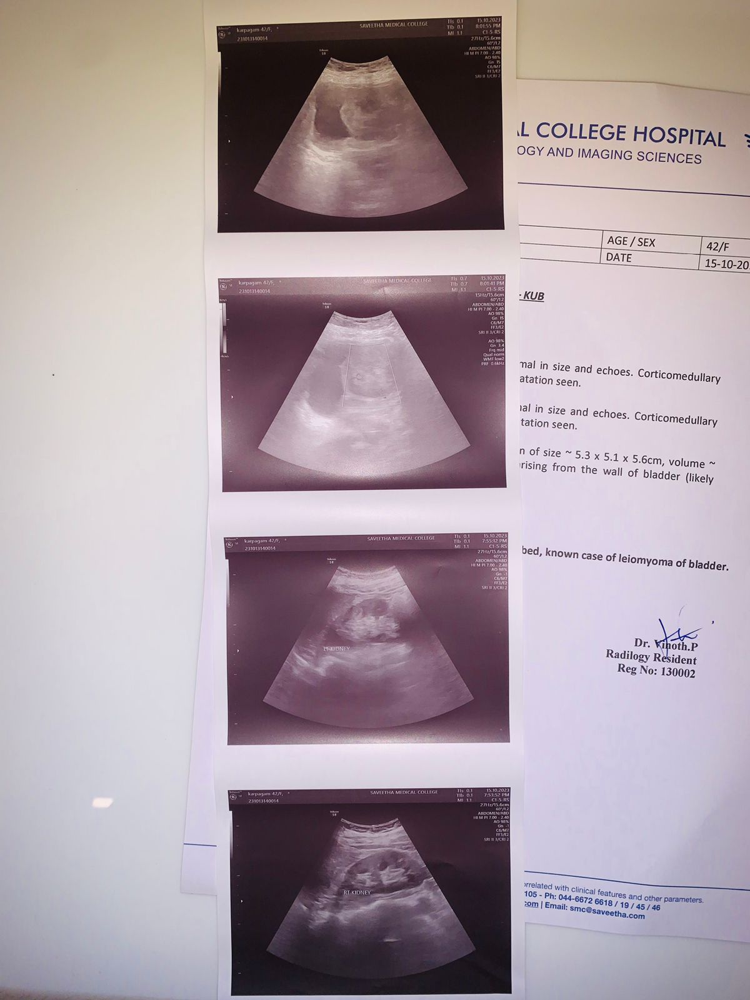 karpagam 42/F,
231013140014
SAVEETHA MEDICAL COLLEGE
TIs 0.1
TIb 0.1
MI 1.1
15.10.2023
8:01:55 PM
C1-5-RS
27Hz/15.6cm
60°/1.2
ABDOMEN/ABD
HI M PI 7.00 - 2.40
AO 98%
Gn 15
C6/M7
FF3/E2
SRI II 3/CRI 2
karpagam 42/F,
231013140014
SAVEETHA MEDICAL COLLEGE
TIs 0.7
TIb 0.7
MI 1.1
15.10.2023
8:01:41 PM
C1-5-RS
15Hz/15.6cm
60°/1.2
ABDOMEN/ABD
HI M PI 7.00 - 2.40
AO 98%
Gn 15
C6/M7
FF3/E2
SRI II 3/CRI 2
AO 98%
Gn 3.4
Frq mid
Qual norm
WMF low2
PRF 0.6kHz
karpagam 42/F,
231013140014
SAVEETHA MEDICAL COLLEGE
TIs 0.1
TIb 0.1
MI 1.1
15.10.2023
7:55:12 PM
C1-5-RS
27Hz/15.6cm
60°/1.2
ABDOMEN/ABD
HI M PI 7.00 - 2.40
AO 98%
Gn -1
C6/M7
FF3/E2
SRI II 3/CRI 2
LT KIDNEY
karpagam 42/F,
231013140014
SAVEETHA MEDICAL COLLEGE
TIs 0.1
TIb 0.1
MI 1.1
15.10.2023
7:53:52 PM
C1-5-RS
27Hz/15.6cm
60°/1.2
ABDOMEN/ABD
HI M PI 7.00 - 2.40
AO 98%
Gn -1
C6/M7
FF3/E2
SRI II 3/CRI 2
RT KIDNEY
L COLLEGE HOSPITAL
OGY AND IMAGING SCIENCES
AGE / SEX 42/F
DATE 15-10-20
- KUB
mal in size and echoes. Corticomedullary
atation seen.
nal in size and echoes. Corticomedullary
tation seen.
n of size ~ 5.3 x 5.1 x 5.6cm, volume ~
rising from the wall of bladder (likely
bed, known case of leiomyoma of bladder.
Dr. Vinoth.P
Radilogy Resident
Reg No: 130002
orrelated with clinical features and other parameters.
105 - Ph: 044-6672 6618 / 19 / 45 / 46
com | Email: smc@saveetha.com